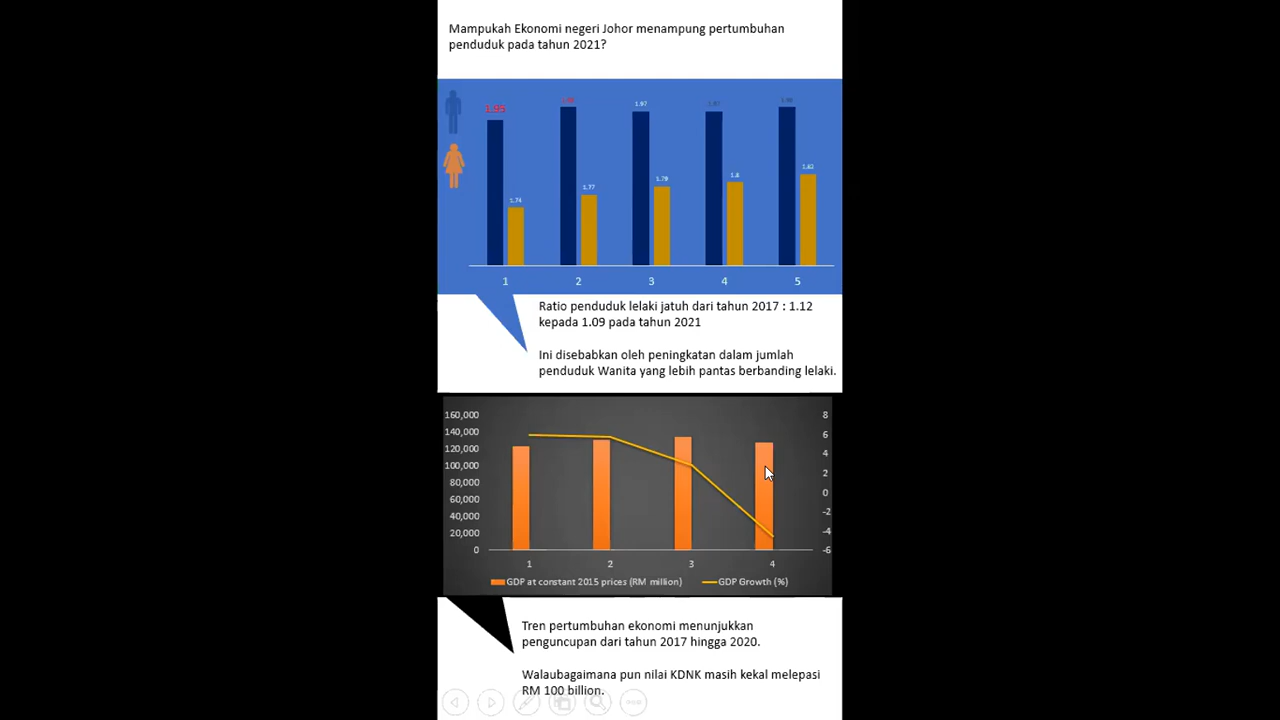 Mampukah Ekonomi negeri Johor menampung pertumbuhan
penduduk pada tahun 2021?
1.97
1.74
1.77
1.79
1.8
1.82
1 2 3 4 5
Ratio penduduk lelaki jatuh dari tahun 2017 : 1.12
kepada 1.09 pada tahun 2021
Ini disebabkan oleh peningkatan dalam jumlah
penduduk Wanita yang lebih pantas berbanding lelaki.
160,000 8
140,000 6
120,000 4
100,000 2
80,000 0
60,000 -2
40,000 -4
20,000 -6
0
1 2 3 4
GDP at constant 2015 prices (RM million) GDP Growth (%)
Tren pertumbuhan ekonomi menunjukkan
penguncupan dari tahun 2017 hingga 2020.
Walaubagaimana pun nilai KDNK masih kekal melepasi
RM 100 billion.